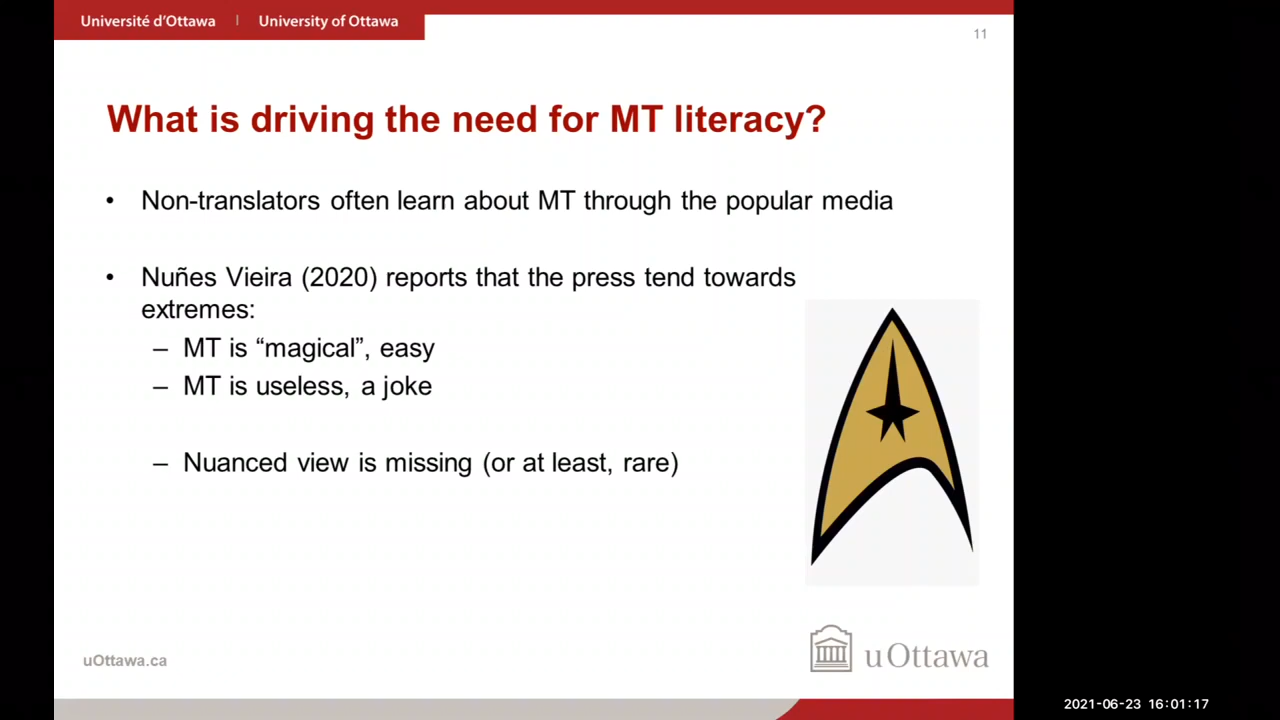 Université d'Ottawa | University of Ottawa
11
What is driving the need for MT literacy?
• Non-translators often learn about MT through the popular media
• Nuñes Vieira (2020) reports that the press tend towards
extremes:
– MT is “magical”, easy
– MT is useless, a joke
– Nuanced view is missing (or at least, rare)
uOttawa.ca
uOttawa
2021-06-23 16:01:17